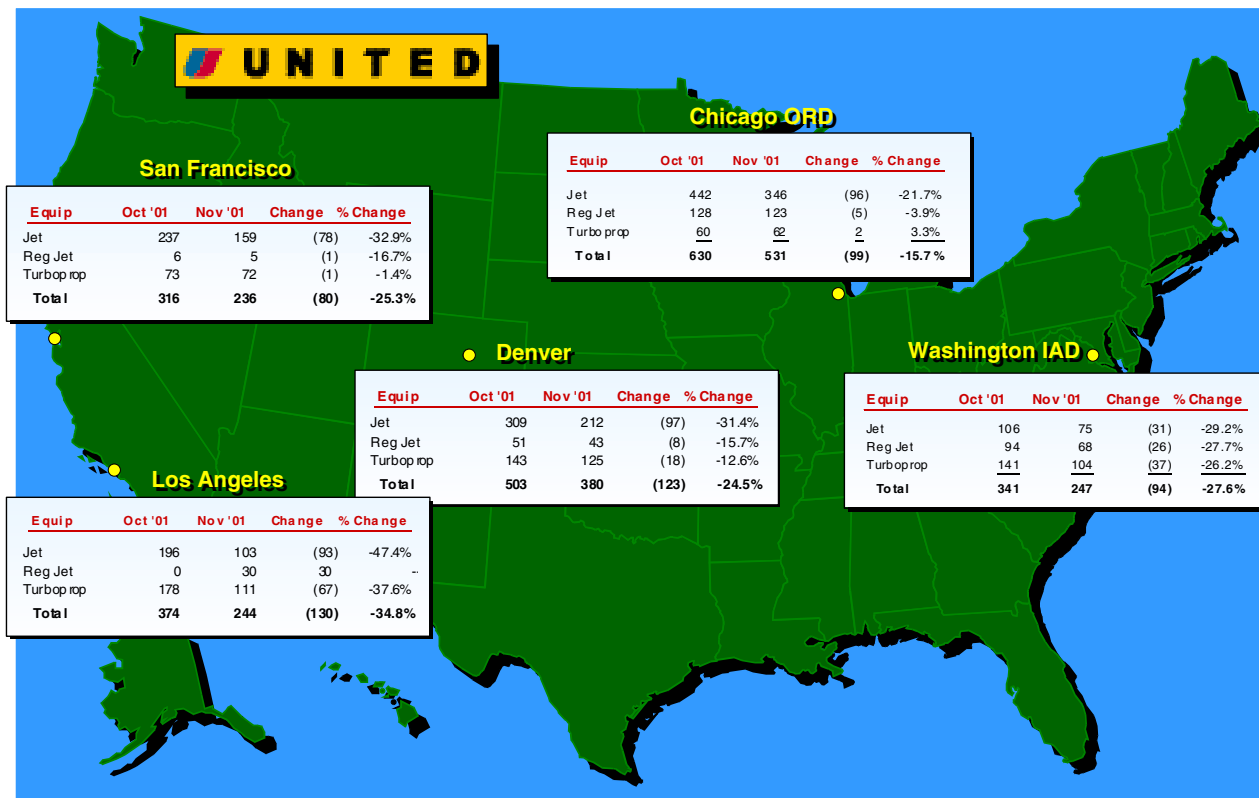 UNITED
Chicago ORD
Equip Oct '01 Nov '01 Change % Change
Jet 442 346 (96) -21.7%
Reg Jet 128 123 (5) -3.9%
Turboprop 60 62 2 3.3%
Total 630 531 (99) -15.7%
San Francisco
Equip Oct '01 Nov '01 Change % Change
Jet 237 159 (78) -32.9%
Reg Jet 6 5 (1) -16.7%
Turboprop 73 72 (1) -1.4%
Total 316 236 (80) -25.3%
Denver
Equip Oct '01 Nov '01 Change % Change
Jet 309 212 (97) -31.4%
Reg Jet 51 43 (8) -15.7%
Turboprop 143 125 (18) -12.6%
Total 503 380 (123) -24.5%
Washington IAD
Equip Oct '01 Nov '01 Change % Change
Jet 106 75 (31) -29.2%
Reg Jet 94 68 (26) -27.7%
Turboprop 141 104 (37) -26.2%
Total 341 247 (94) -27.6%
Los Angeles
Equip Oct '01 Nov '01 Change % Change
Jet 196 103 (93) -47.4%
Reg Jet 0 30 30 --
Turboprop 178 111 (67) -37.6%
Total 374 244 (130) -34.8%